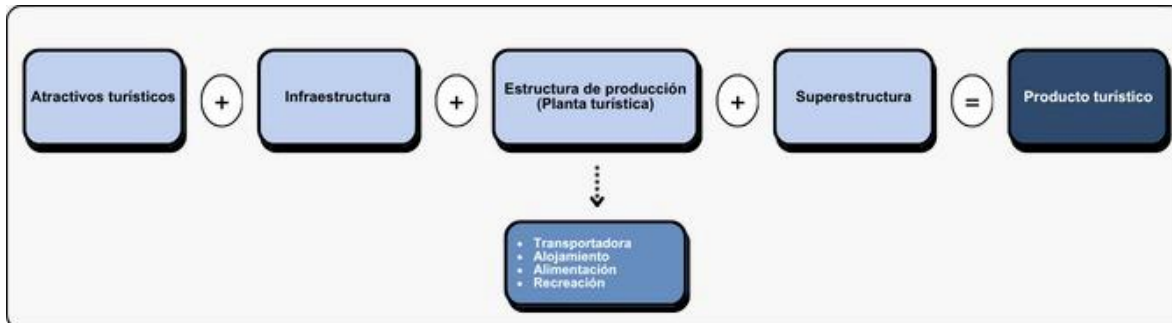 Atractivos turísticos
+
Infraestructura
+
Estructura de producción
(Planta turística)
+
Superestructura
=
Producto turístico
• Transportadora
• Alojamiento
• Alimentación
• Recreación